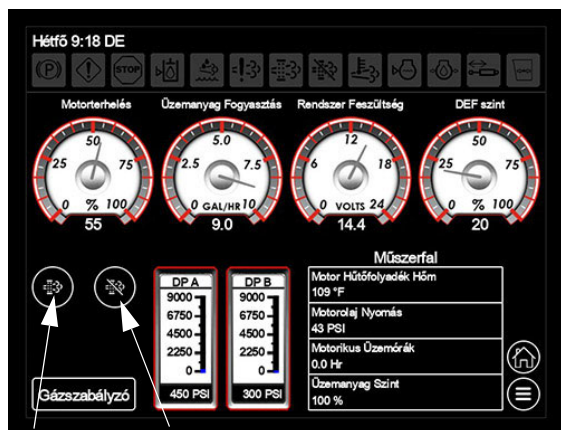 Hétfő 9:18 DE
(P)
STOP
Motorterhelés
Üzemanyag Fogyasztás
Rendszer Feszültség
DEF szint
50
25
75
0
%
100
55
5.0
2.5
7.5
0
GAL/HR
10
9.0
12
6
18
0
VOLTS
24
14.4
50
25
75
0
%
100
20
DP A
9000
6750
4500
2250
0
450 PSI
DP B
9000
6750
4500
2250
0
300 PSI
Műszerfal
Motor Hűtőfolyadék Hőm
109 °F
Motorolaj Nyomás
43 PSI
Motorikus Üzemórák
0.0 Hr
Üzemanyag Szint
100 %
Gázszabályzó